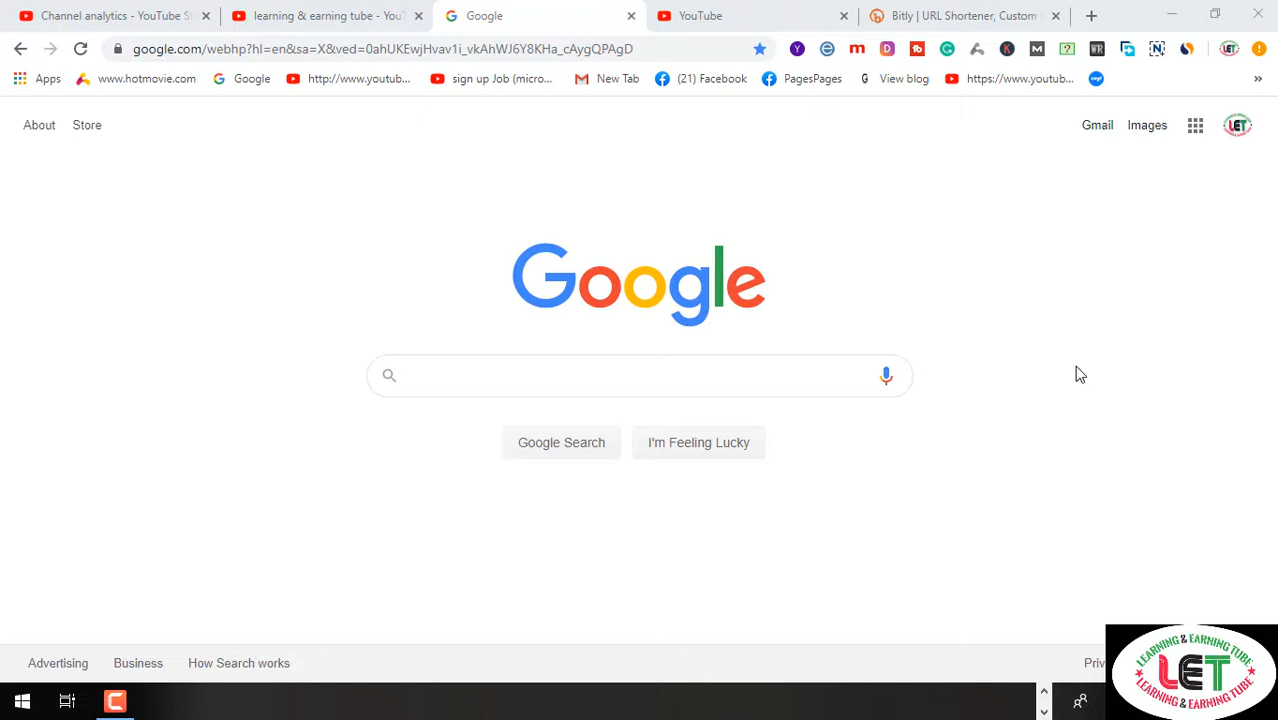 Channel analytics - YouTube S
learning & earning tube - You
Google
YouTube
Bitly | URL Shortener, Custom
google.com/webhp?hl=en&sa=X&ved=0ahUKEwjHvar1i_vkAhWJ6Y8KHa_cAygQPAgD
Apps
www.hotmovie.com
Google
http://www.youtub...
sign up Job (micro...
New Tab
(21) Facebook
PagesPages
View blog
https://www.youtub...
»
About
Store
Gmail
Images
LET
Google
Google Search
I'm Feeling Lucky
Advertising
Business
How Search works
Priv
LEARNING & EARNING TUBE
LET
LEARNING & EARNING TUBE